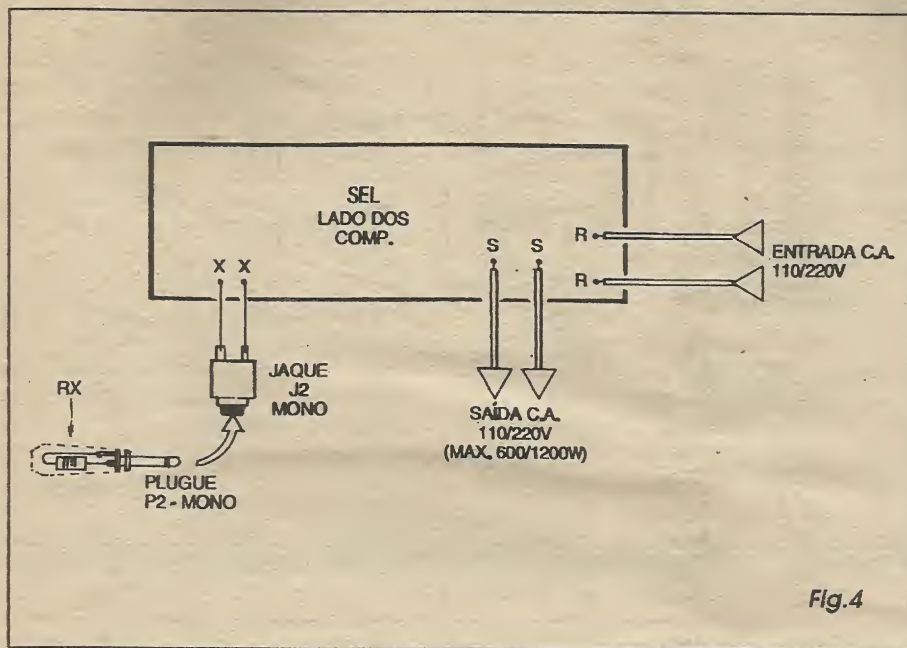 SEL
LADO DOS
COMP.
X X
S S
R
R
ENTRADA C.A.
110/220V
JAQUE
J2
MONO
RX
SAÍDA C.A.
110/220V
(MAX. 600/1200W)
PLUGUE
P2 - MONO
Fig.4